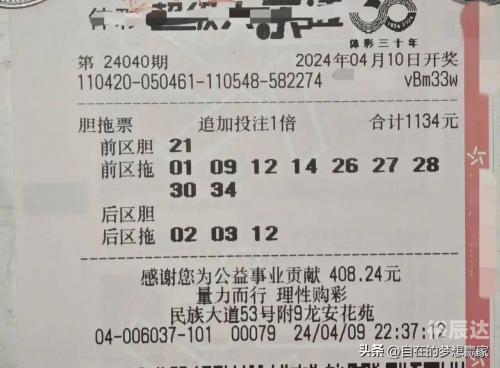 体彩三十年
第 24040期 2024年04月10日开奖
110420-050461-110548-582274 vBm33w
胆拖票 追加投注1倍 合计1134元
前区胆 21
前区拖 01 09 12 14 26 27 28
30 34
后区胆
后区拖 02 03 12
感谢您为公益事业贡献 408.24元
量力而行 理性购彩
民族大道53号附9龙安花苑
04-006037-101 00079 24/04/09 22:37:12
头条 @自在的梦想赢家